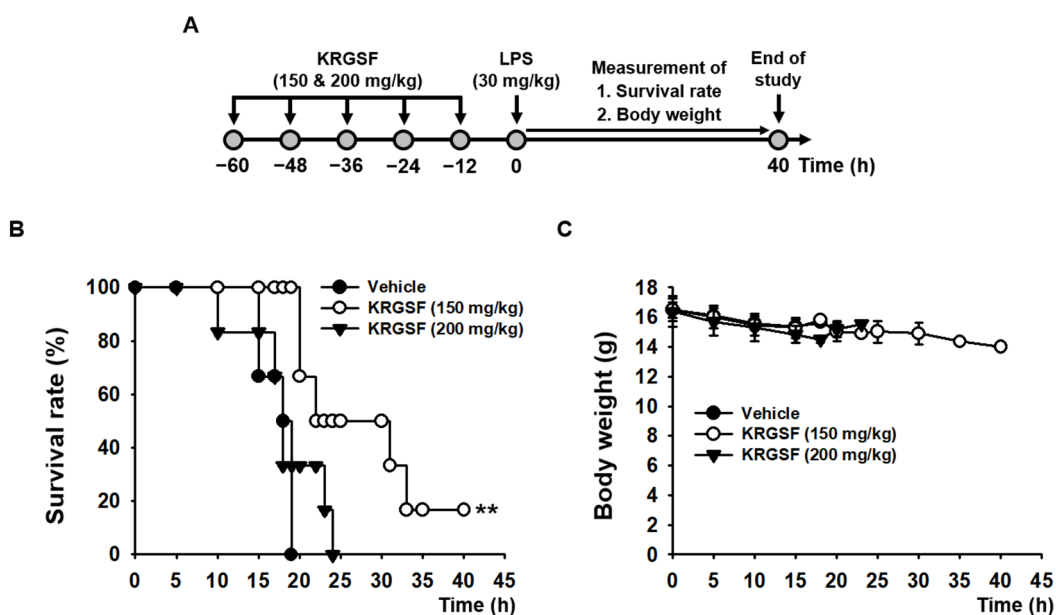 A
KRGSF
(150 & 200 mg/kg)
LPS
(30 mg/kg)
Measurement of
1. Survival rate
2. Body weight
End of
study
−60 −48 −36 −24 −12 0 40 Time (h)
B
Survival rate (%)
100
80
60
40
20
0
Vehicle
KRGSF (150 mg/kg)
KRGSF (200 mg/kg)
**
0 5 10 15 20 25 30 35 40 45
Time (h)
C
Body weight (g)
18
16
14
12
10
8
6
4
2
0
Vehicle
KRGSF (150 mg/kg)
KRGSF (200 mg/kg)
0 5 10 15 20 25 30 35 40 45
Time (h)